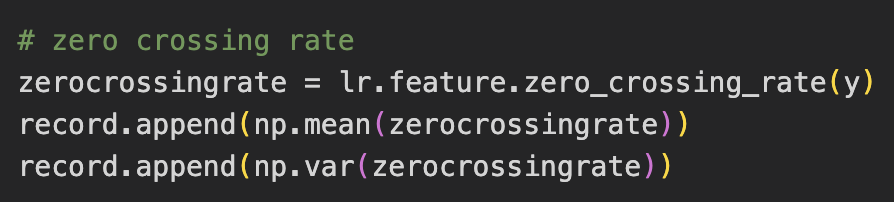 # zero crossing rate
zerocrossingrate = lr.feature.zero_crossing_rate(y)
record.append(np.mean(zerocrossingrate))
record.append(np.var(zerocrossingrate))